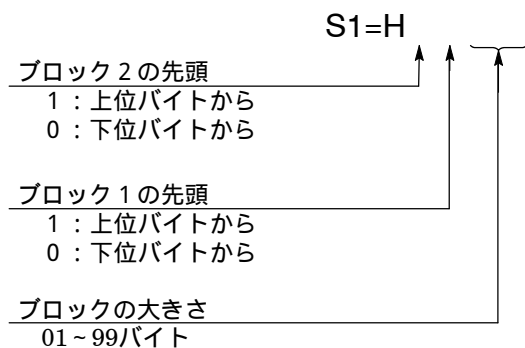 S1=H
ブロック2の先頭
1:上位バイトから
0:下位バイトから
ブロック1の先頭
1:上位バイトから
0:下位バイトから
ブロックの大きさ
01~99バイト